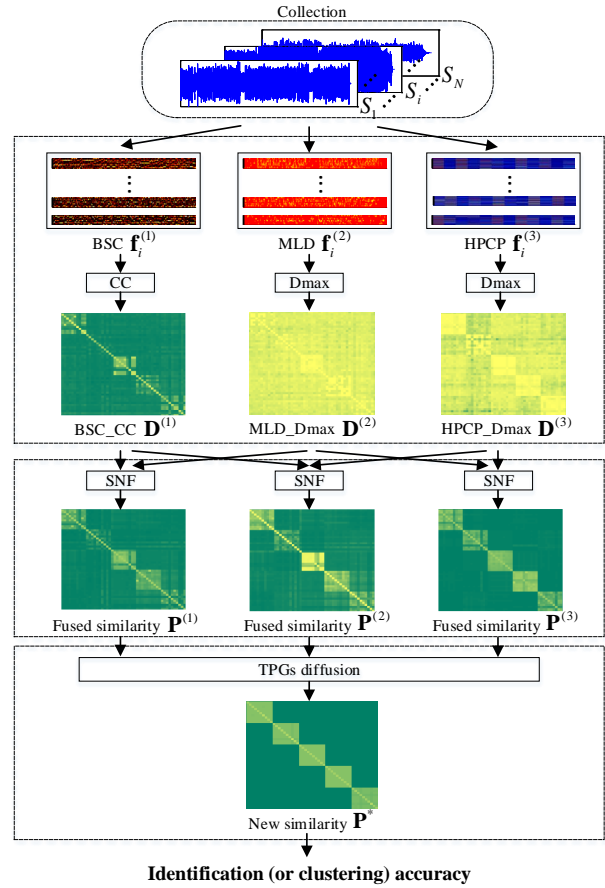 Collection
S_1 S_i S_N
BSC f_i^(1) MLD f_i^(2) HPCP f_i^(3)
CC Dmax Dmax
BSC_CC D^(1) MLD_Dmax D^(2) HPCP_Dmax D^(3)
SNF SNF SNF
Fused similarity P^(1) Fused similarity P^(2) Fused similarity P^(3)
TPGs diffusion
New similarity P^*
Identification (or clustering) accuracy